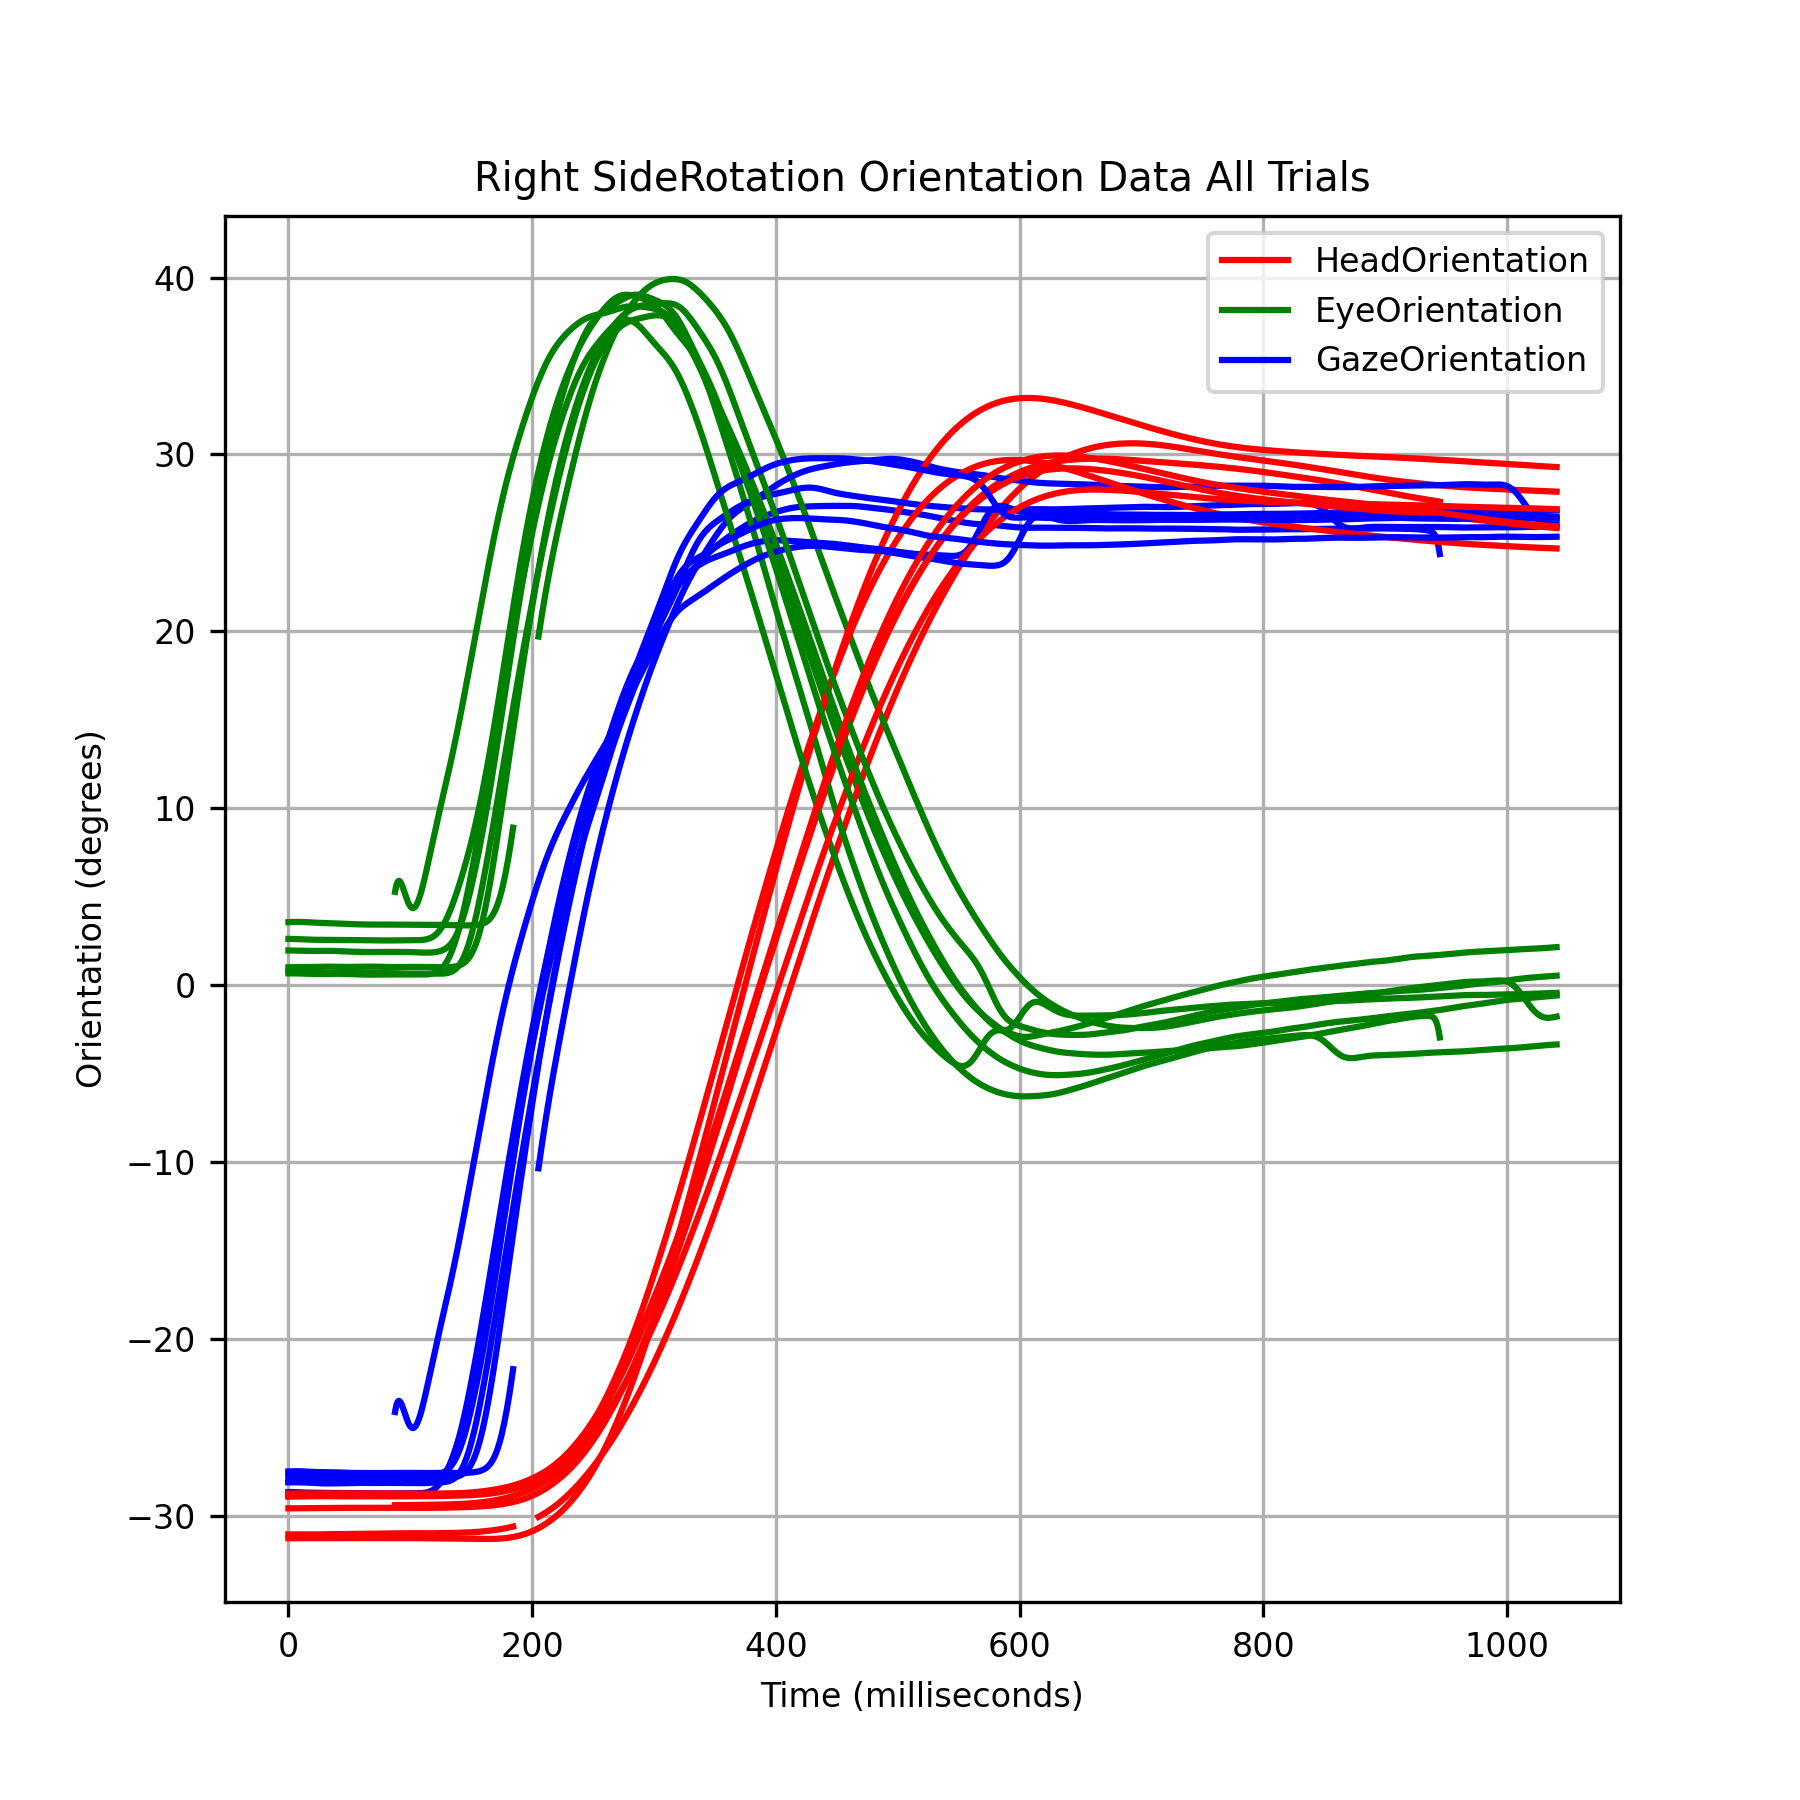 Right SideRotation Orientation Data All Trials
HeadOrientation
EyeOrientation
GazeOrientation
40
30
20
10
0
−10
−20
−30
Orientation (degrees)
0 200 400 600 800 1000
Time (milliseconds)